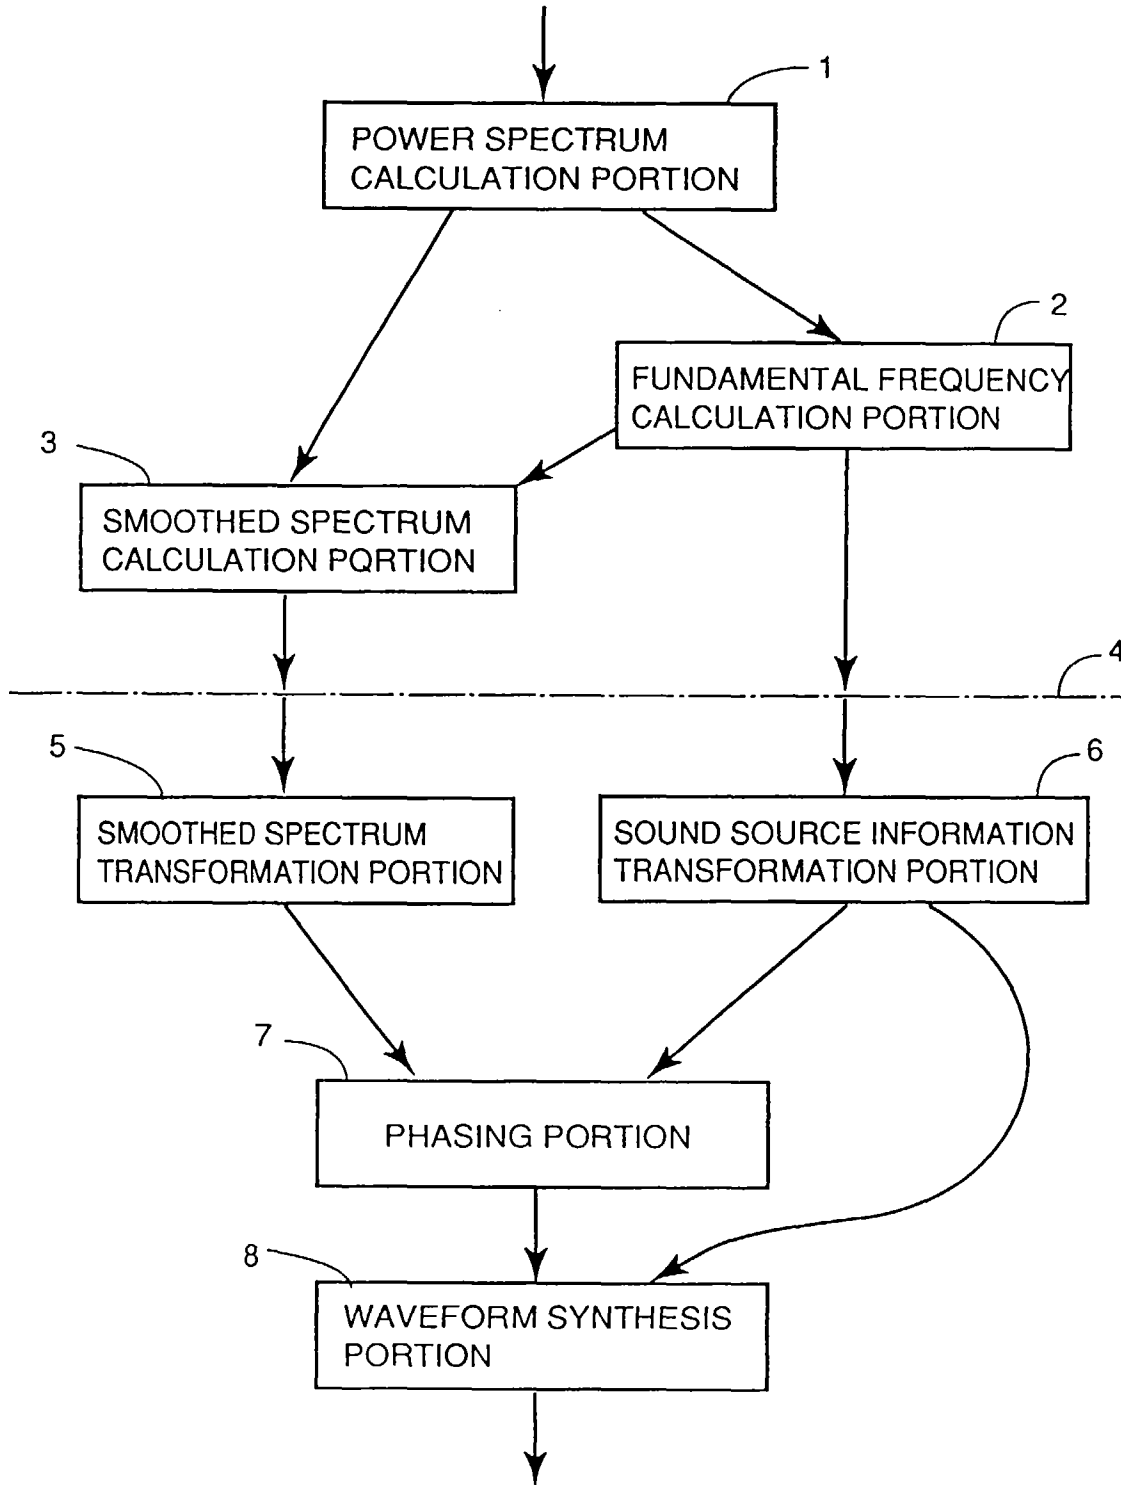 1
POWER SPECTRUM
CALCULATION PORTION
2
FUNDAMENTAL FREQUENCY
CALCULATION PORTION
3
SMOOTHED SPECTRUM
CALCULATION PORTION
4
5
SMOOTHED SPECTRUM
TRANSFORMATION PORTION
6
SOUND SOURCE INFORMATION
TRANSFORMATION PORTION
7
PHASING PORTION
8
WAVEFORM SYNTHESIS
PORTION